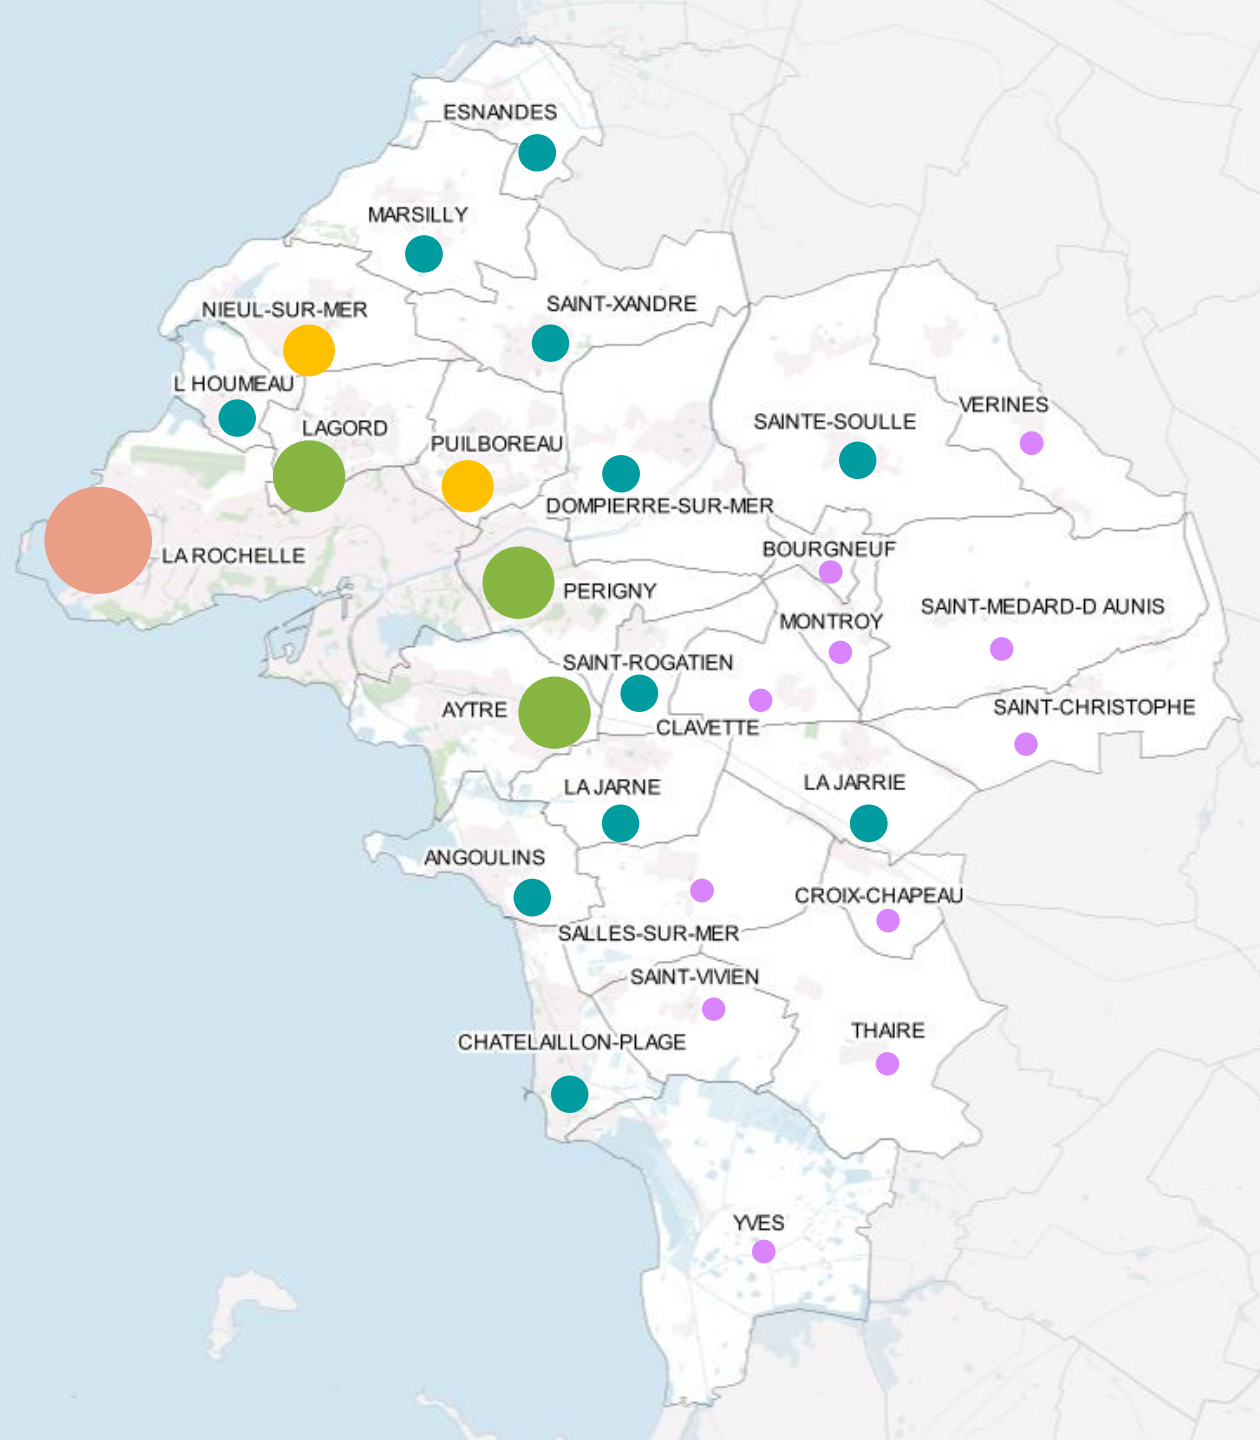 ESNANDES
MARSILLY
SAINT-XANDRE
NIEUL-SUR-MER
L HOUMEAU
VERINES
SAINTE-SOULLE
LAGORD
PUILBOREAU
DOMPIERRE-SUR-MER
BOURGNEUF
LA ROCHELLE
PERIGNY
SAINT-MEDARD-D AUNIS
MONTROY
SAINT-ROGATIEN
SAINT-CHRISTOPHE
AYTRE
CLAVETTE
LA JARRIE
LA JARNE
ANGOULINS
CROIX-CHAPEAU
SALLES-SUR-MER
SAINT-VIVIEN
THAIRE
CHATELAILLON-PLAGE
YVES